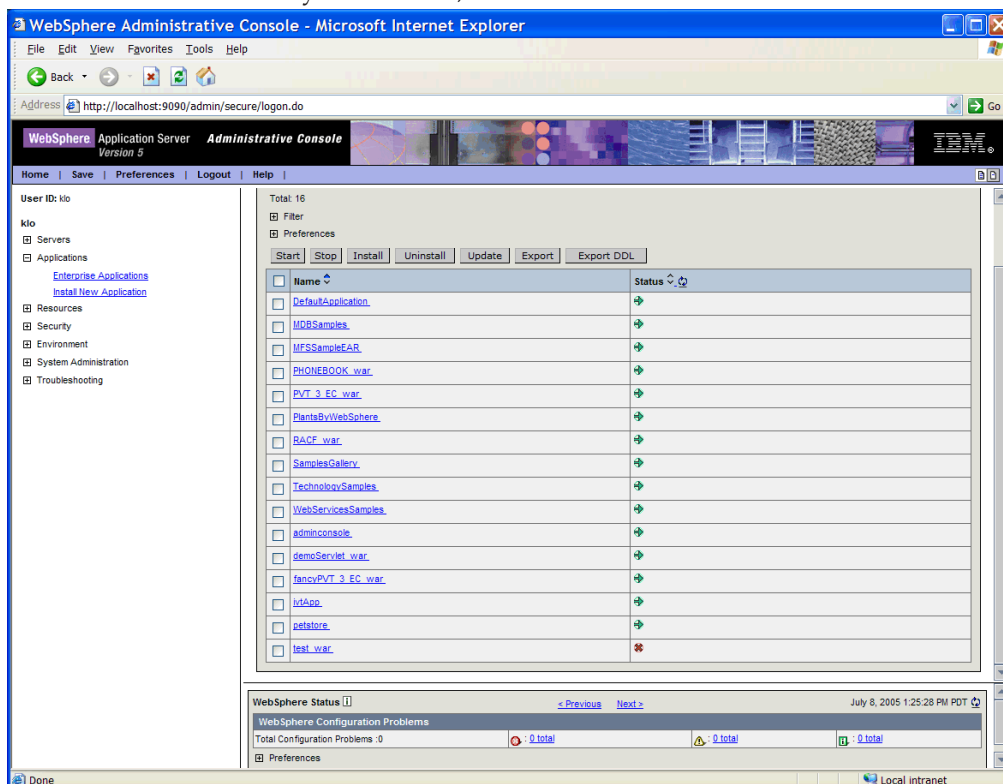 WebSphere Administrative Console - Microsoft Internet Explorer
File Edit View Favorites Tools Help
Back
Address http://localhost:9090/admin/secure/logon.do Go
WebSphere Application Server Administrative Console
Version 5
IBM
Home | Save | Preferences | Logout | Help |
User ID: klo
klo
Servers
Applications
Enterprise Applications
Install New Application
Resources
Security
Environment
System Administration
Troubleshooting
Total: 16
Filter
Preferences
Start Stop Install Uninstall Update Export Export DDL
Name Status
DefaultApplication
MDBSamples
MFSSampleEAR
PHONEBOOK_war
PVT_3_EC_war
PlantsByWebSphere
RACF_war
SamplesGallery
TechnologySamples
WebServicesSamples
adminconsole
demoServlet_war
fancyPVT_3_EC_war
ivtApp
petstore
test_war
WebSphere Status < Previous Next > July 8, 2005 1:25:28 PM PDT
WebSphere Configuration Problems
Total Configuration Problems :0 : 0 total : 0 total : 0 total
Preferences
Done Local intranet